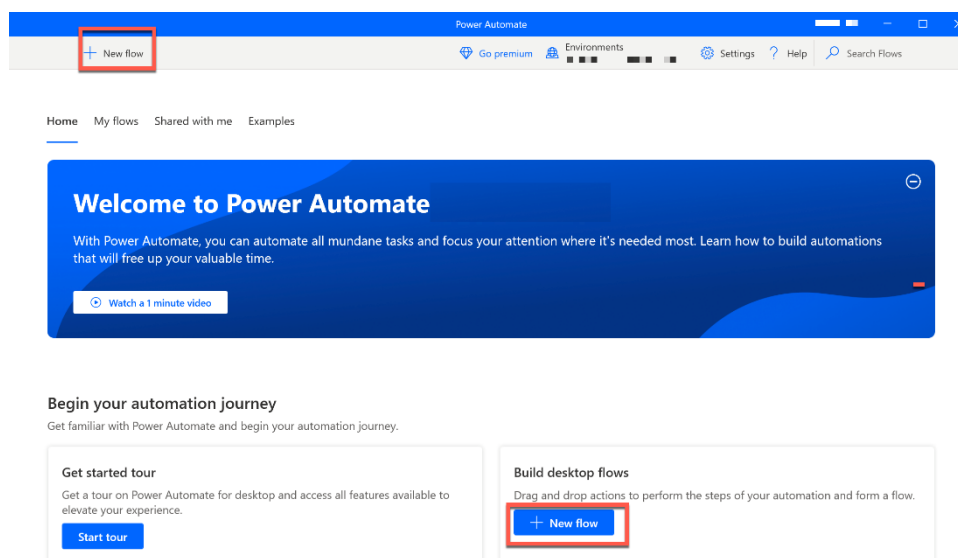 Power Automate
New flow
Go premium
Environments
Settings
Help
Search Flows
Home
My flows
Shared with me
Examples
Welcome to Power Automate
With Power Automate, you can automate all mundane tasks and focus your attention where it's needed most. Learn how to build automations
that will free up your valuable time.
Watch a 1 minute video
Begin your automation journey
Get familiar with Power Automate and begin your automation journey.
Get started tour
Get a tour on Power Automate for desktop and access all features available to
elevate your experience.
Start tour
Build desktop flows
Drag and drop actions to perform the steps of your automation and form a flow.
New flow